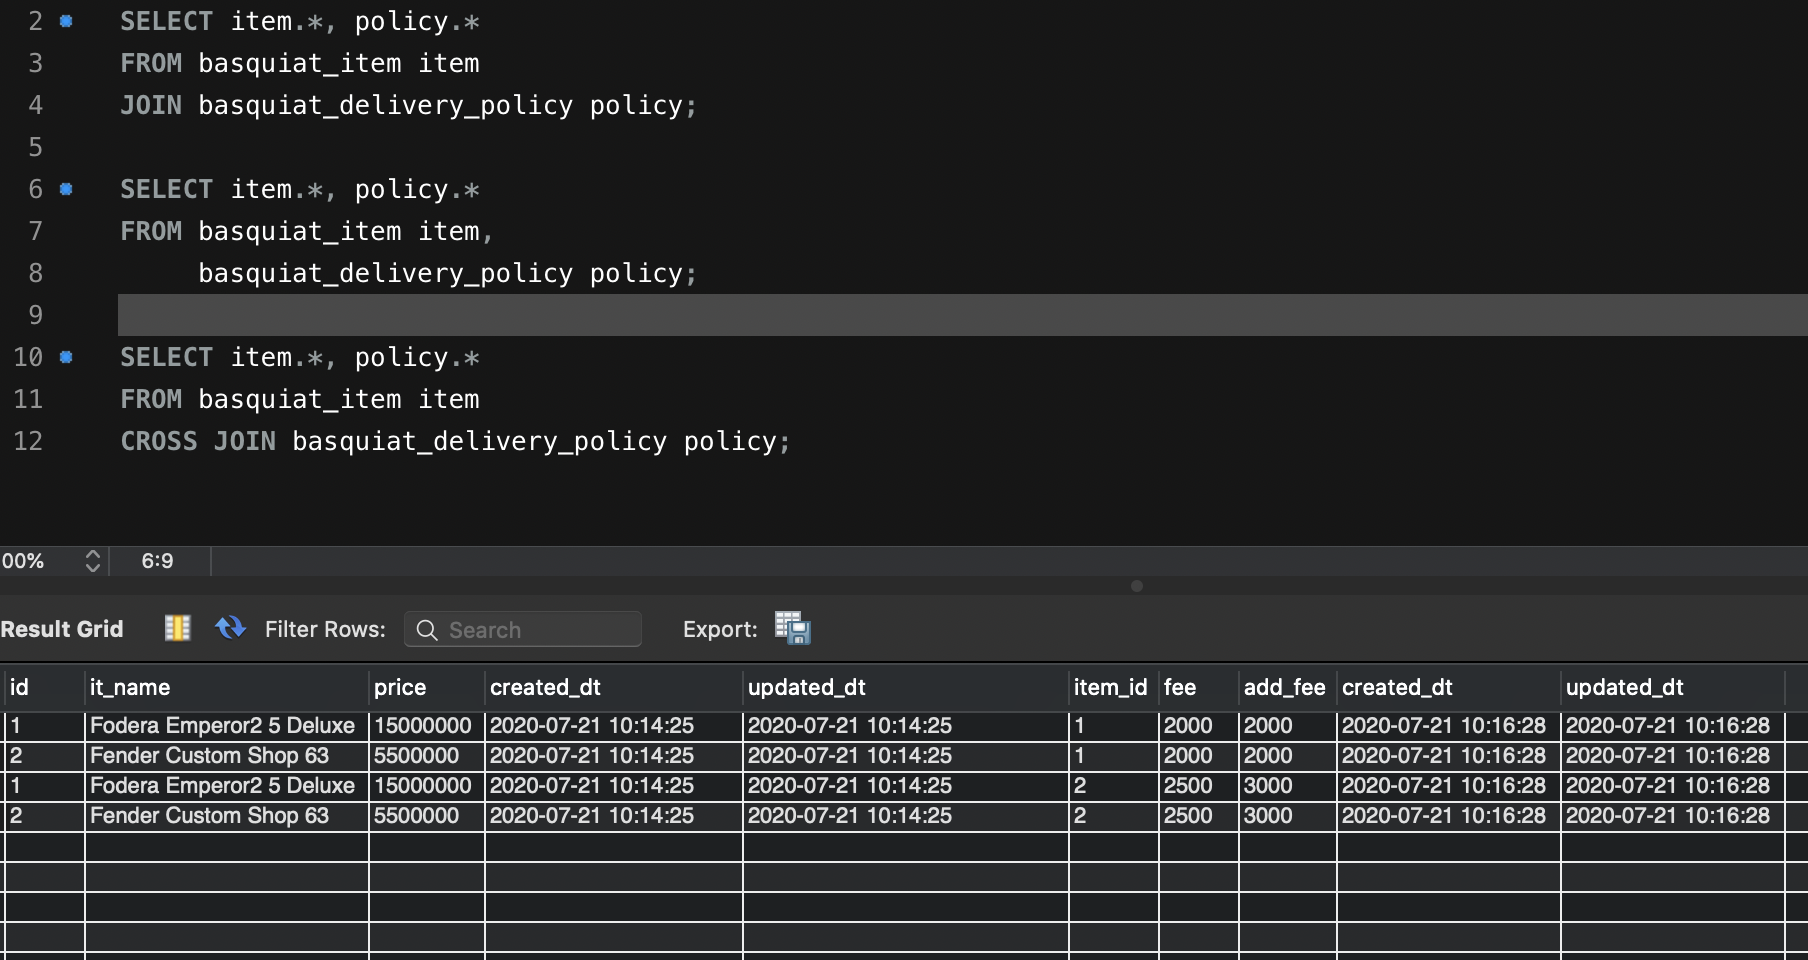 2 SELECT item.*, policy.*
3 FROM basquiat_item item
4 JOIN basquiat_delivery_policy policy;
5
6 SELECT item.*, policy.*
7 FROM basquiat_item item,
8 basquiat_delivery_policy policy;
9
10 SELECT item.*, policy.*
11 FROM basquiat_item item
12 CROSS JOIN basquiat_delivery_policy policy;
00% 6:9
Result Grid Filter Rows: Search Export:
id it_name price created_dt updated_dt item_id fee add_fee created_dt updated_dt
1 Fodera Emperor2 5 Deluxe 15000000 2020-07-21 10:14:25 2020-07-21 10:14:25 1 2000 2000 2020-07-21 10:16:28 2020-07-21 10:16:28
2 Fender Custom Shop 63 5500000 2020-07-21 10:14:25 2020-07-21 10:14:25 1 2000 2000 2020-07-21 10:16:28 2020-07-21 10:16:28
1 Fodera Emperor2 5 Deluxe 15000000 2020-07-21 10:14:25 2020-07-21 10:14:25 2 2500 3000 2020-07-21 10:16:28 2020-07-21 10:16:28
2 Fender Custom Shop 63 5500000 2020-07-21 10:14:25 2020-07-21 10:14:25 2 2500 3000 2020-07-21 10:16:28 2020-07-21 10:16:28